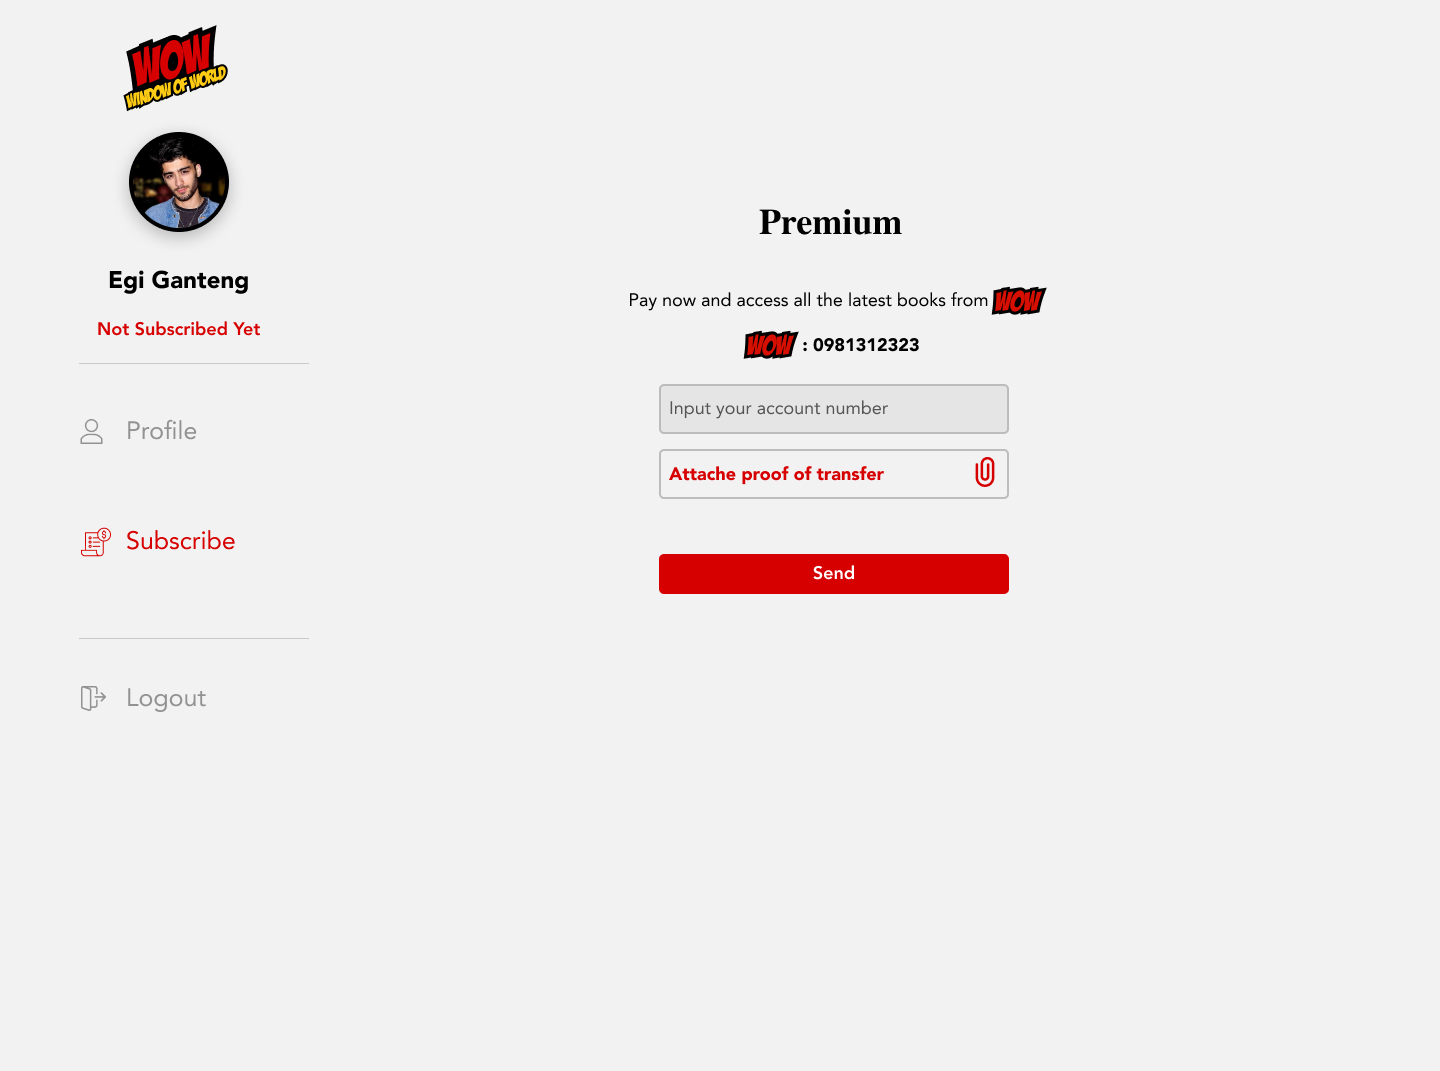 WOW
WINDOW OF WORLD
Egi Ganteng
Not Subscribed Yet
Profile
Subscribe
Logout
Premium
Pay now and access all the latest books from WOW
WOW : 0981312323
Input your account number
Attache proof of transfer
Send